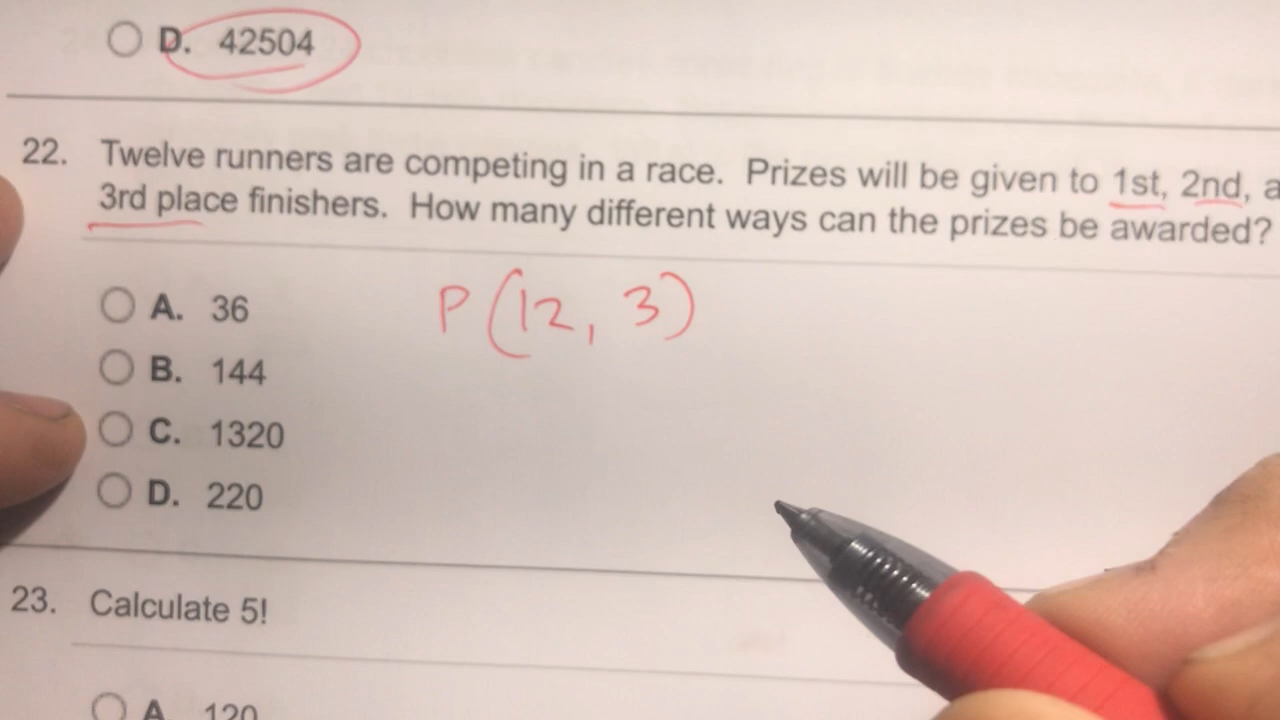 D. 42504
22. Twelve runners are competing in a race. Prizes will be given to 1st, 2nd, a
3rd place finishers. How many different ways can the prizes be awarded?
P(12, 3)
A. 36
B. 144
C. 1320
D. 220
23. Calculate 5!
A 120